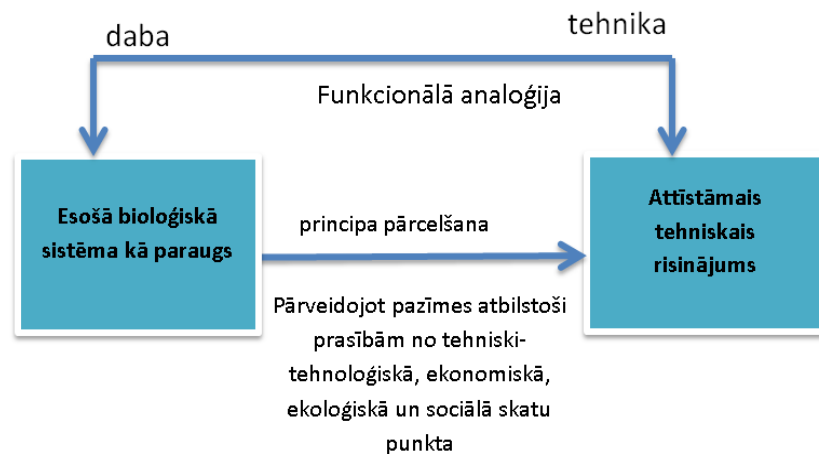 daba
tehnika
Funkcionālā analoģija
Esošā bioloģiskā
sistēma kā paraugs
principa pārcelšana
Attīstāmais
tehniskais
risinājums
Pārveidojot pazīmes atbilstoši
prasībām no tehniski-
tehnoloģiskā, ekonomiskā,
ekoloģiskā un sociālā skatu
punkta